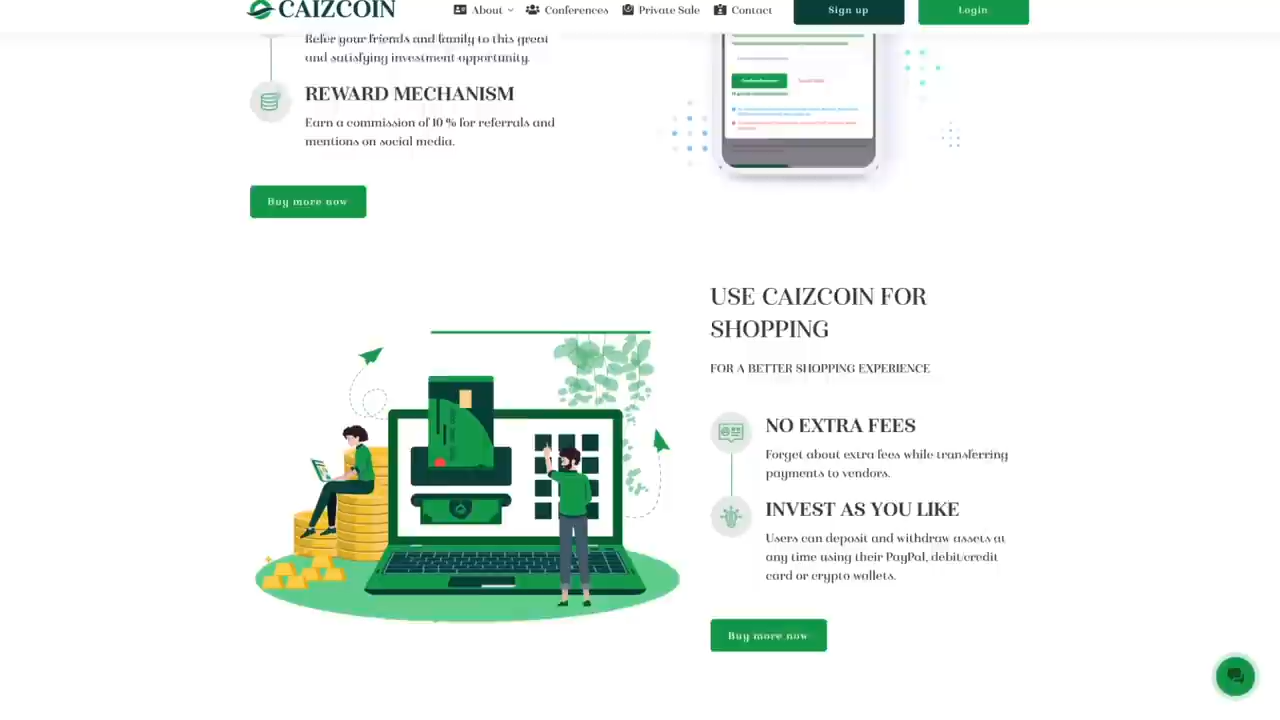 CAIZCOIN
About
Conferences
Private Sale
Contact
Sign up
Login
Refer your friends and family to this great
and satisfying investment opportunity.
REWARD MECHANISM
Earn a commission of 10 % for referrals and
mentions on social media.
Buy more now
USE CAIZCOIN FOR
SHOPPING
FOR A BETTER SHOPPING EXPERIENCE
NO EXTRA FEES
Forget about extra fees while transferring
payments to vendors.
INVEST AS YOU LIKE
Users can deposit and withdraw assets at
any time using their PayPal, debit/credit
card or crypto wallets.
Buy more now